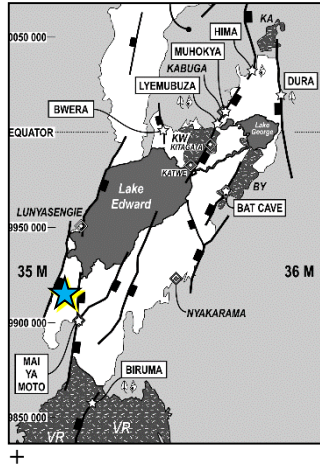 0050 000
KA
HIMA
MUHOKYA
KABUGA
LYEMUBUZA
DURA
BWERA
EQUATOR
KW
KITAGATA
Lake
George
KATWE
Lake
Edward
BY
LUNYASENGIE
9950 000
BAT CAVE
35 M
36 M
NYAKARAMA
9900 000
MAI
YA
MOTO
BIRUMA
9850 000
VR
VR